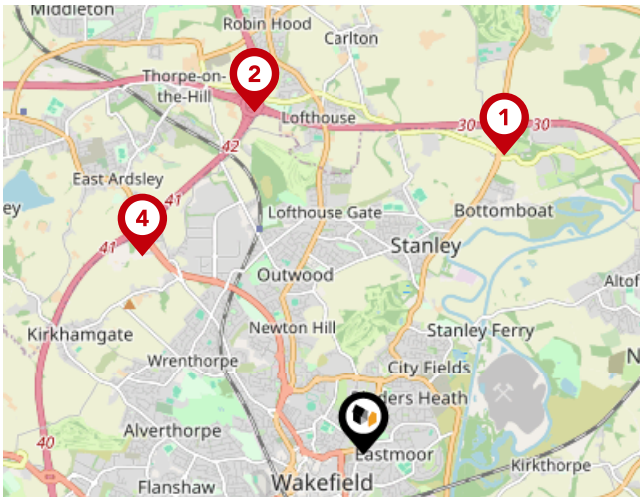 Middleton
Robin Hood
Carlton
Thorpe-on-
the-Hill
2
Lofthouse
1
30
30
42
East Ardsley
41
ey
4
Lofthouse Gate
Bottomboat
Stanley
41
Outwood
Altof
Newton Hill
Stanley Ferry
Kirkhamgate
Wrenthorpe
N
City Fields
ders Heath
Alverthorpe
40
Eastmoor
Kirkthorpe
Flanshaw
Wakefield